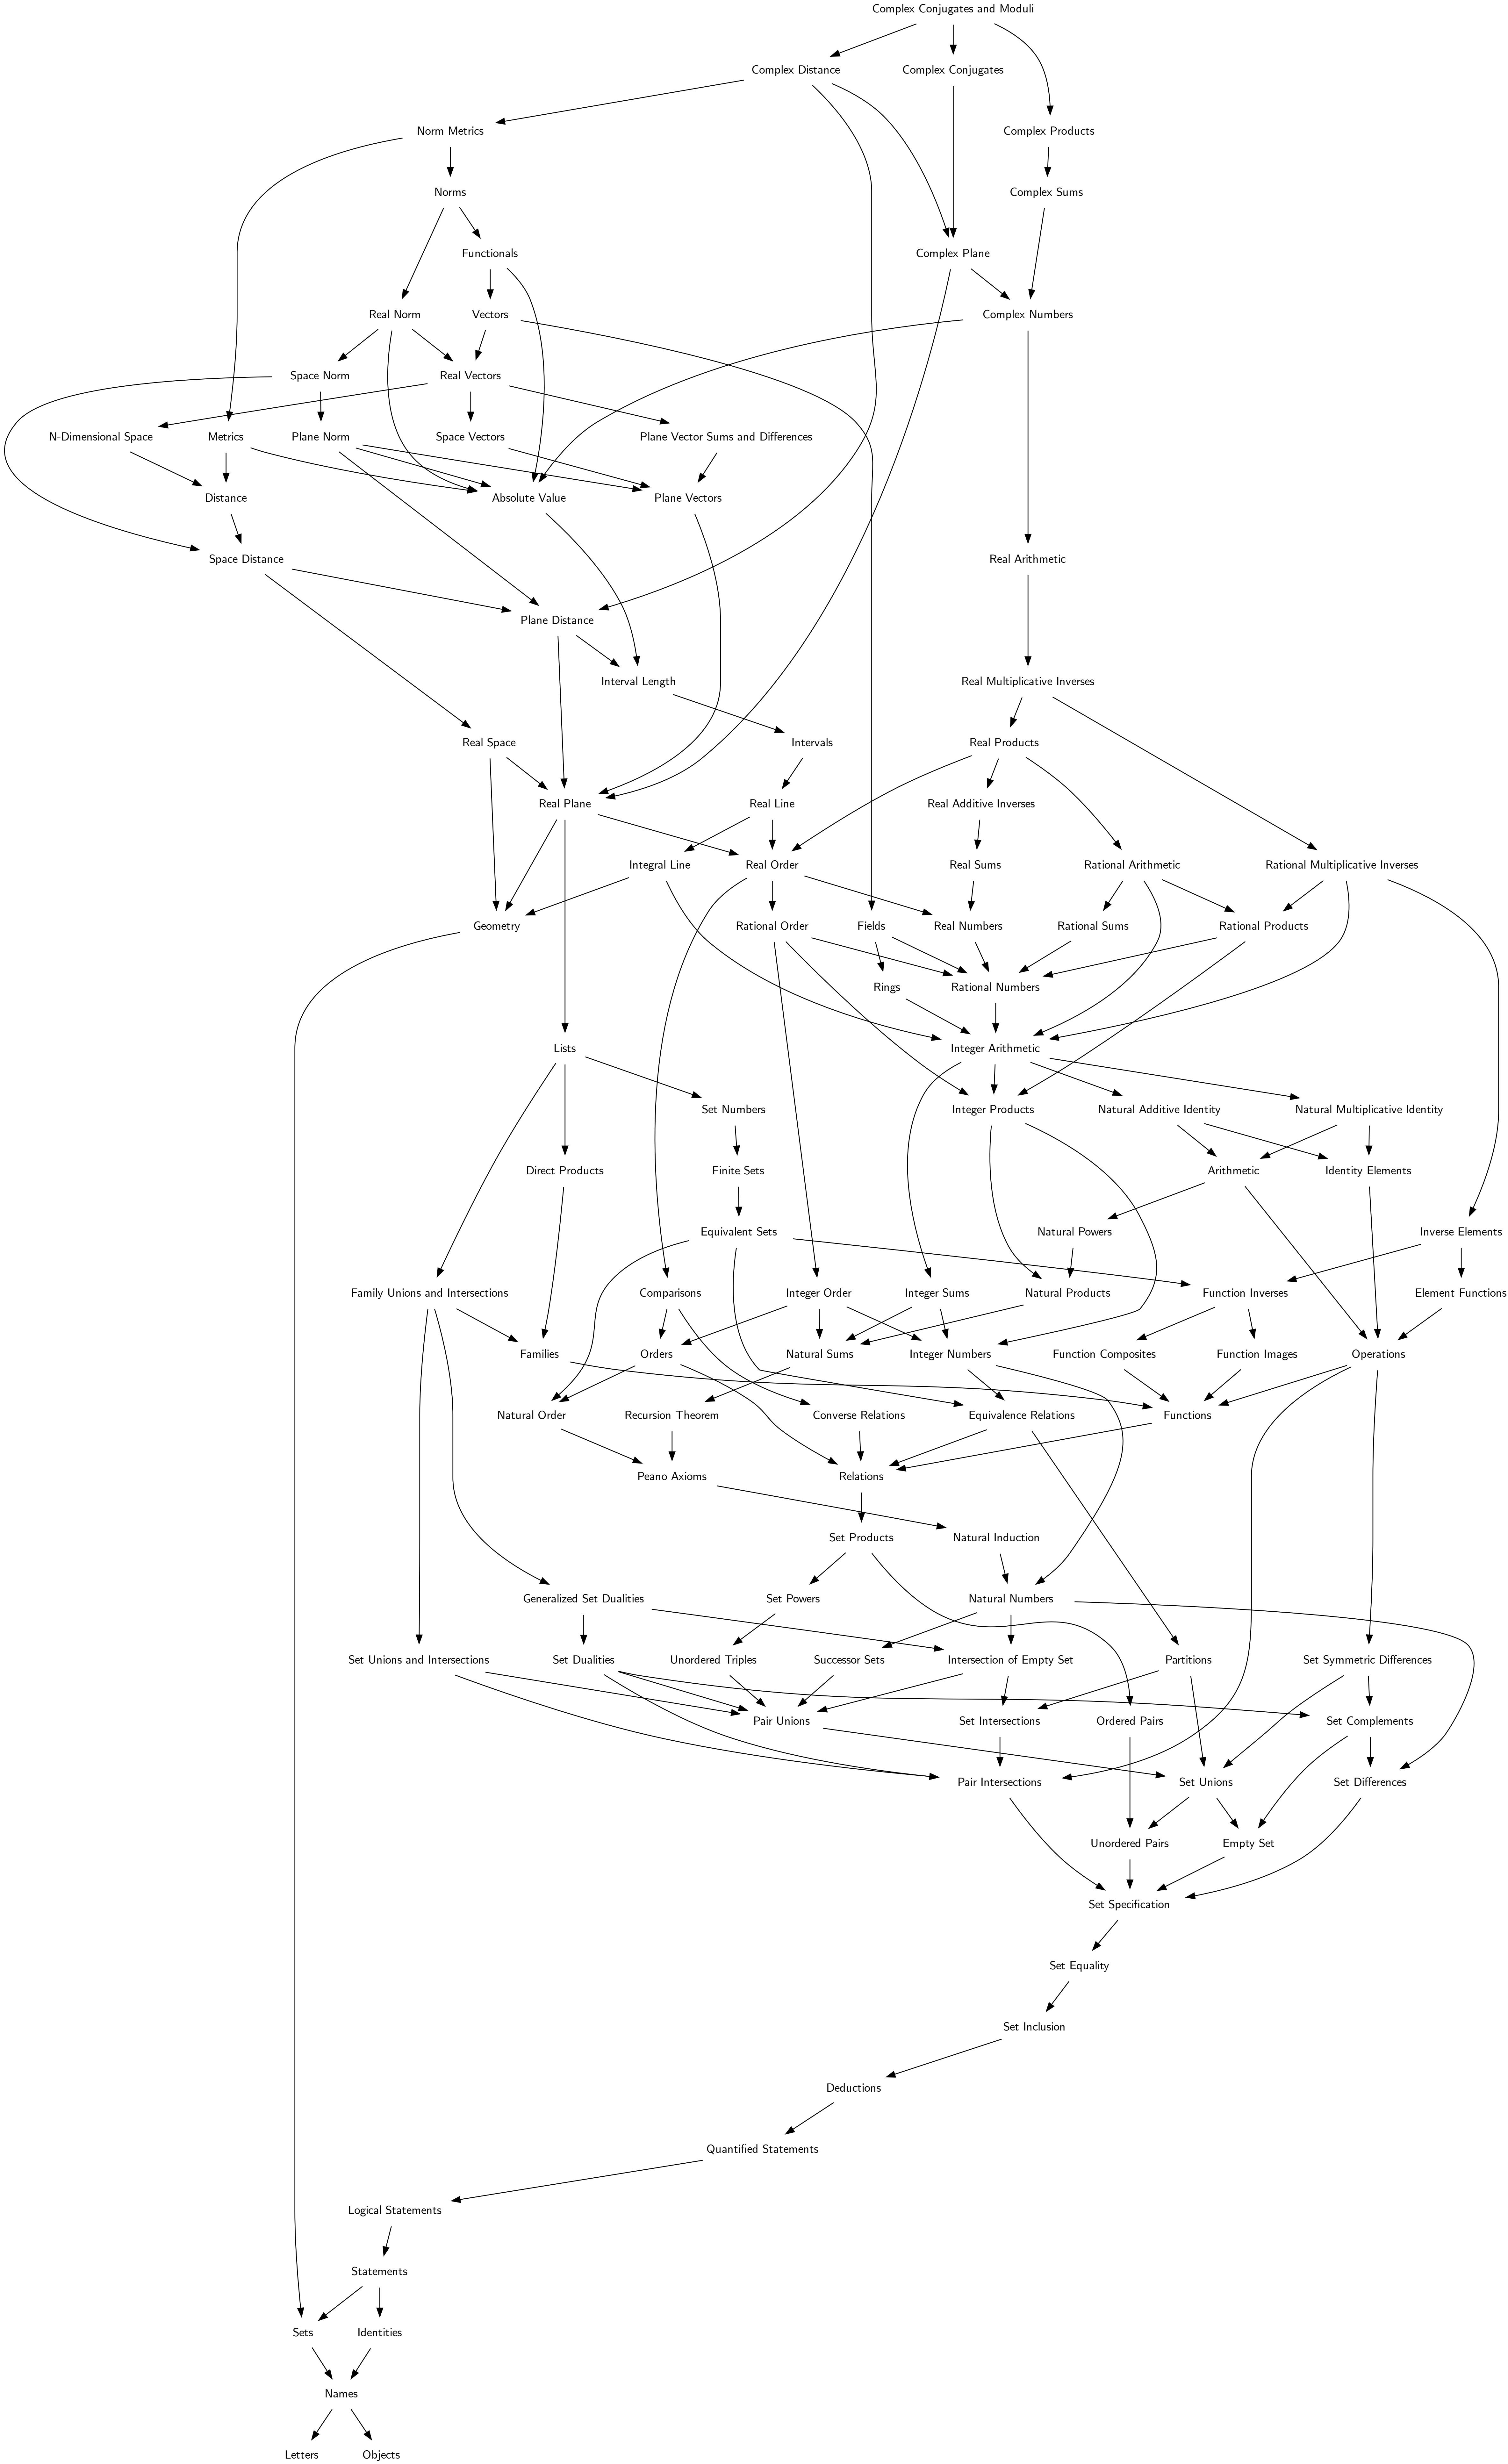 Complex Conjugates and Moduli
Complex Distance
Complex Conjugates
Norm Metrics
Complex Products
Norms
Complex Sums
Functionals
Complex Plane
Real Norm
Vectors
Complex Numbers
Space Norm
Real Vectors
N-Dimensional Space
Metrics
Plane Norm
Space Vectors
Plane Vector Sums and Differences
Distance
Absolute Value
Plane Vectors
Space Distance
Real Arithmetic
Plane Distance
Interval Length
Real Multiplicative Inverses
Real Space
Intervals
Real Products
Real Plane
Real Line
Real Additive Inverses
Integral Line
Real Order
Real Sums
Rational Arithmetic
Rational Multiplicative Inverses
Geometry
Rational Order
Fields
Real Numbers
Rational Sums
Rational Products
Rings
Rational Numbers
Lists
Integer Arithmetic
Set Numbers
Integer Products
Natural Additive Identity
Natural Multiplicative Identity
Direct Products
Finite Sets
Arithmetic
Identity Elements
Equivalent Sets
Natural Powers
Inverse Elements
Family Unions and Intersections
Comparisons
Integer Order
Integer Sums
Natural Products
Function Inverses
Element Functions
Families
Orders
Natural Sums
Integer Numbers
Function Composites
Function Images
Operations
Natural Order
Recursion Theorem
Converse Relations
Equivalence Relations
Functions
Peano Axioms
Relations
Set Products
Natural Induction
Generalized Set Dualities
Set Powers
Natural Numbers
Set Unions and Intersections
Set Dualities
Unordered Triples
Successor Sets
Intersection of Empty Set
Partitions
Set Symmetric Differences
Pair Unions
Set Intersections
Ordered Pairs
Set Complements
Pair Intersections
Set Unions
Set Differences
Unordered Pairs
Empty Set
Set Specification
Set Equality
Set Inclusion
Deductions
Quantified Statements
Logical Statements
Statements
Sets
Identities
Names
Letters
Objects